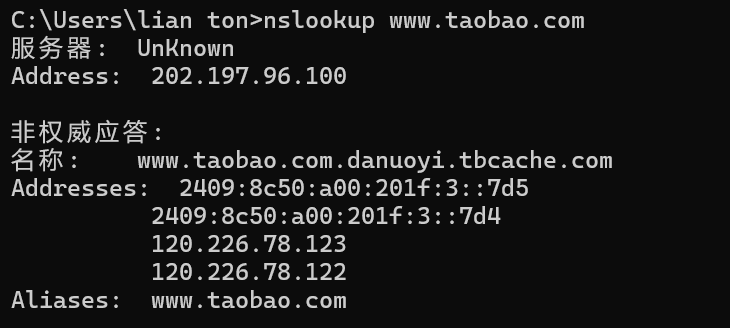 C:\Users\lian ton>nslookup www.taobao.com
服务器:  UnKnown
Address:  202.197.96.100

非权威应答:
名称:    www.taobao.com.danuoyi.tbcache.com
Addresses:  2409:8c50:a00:201f:3::7d5
          2409:8c50:a00:201f:3::7d4
          120.226.78.123
          120.226.78.122
Aliases:  www.taobao.com